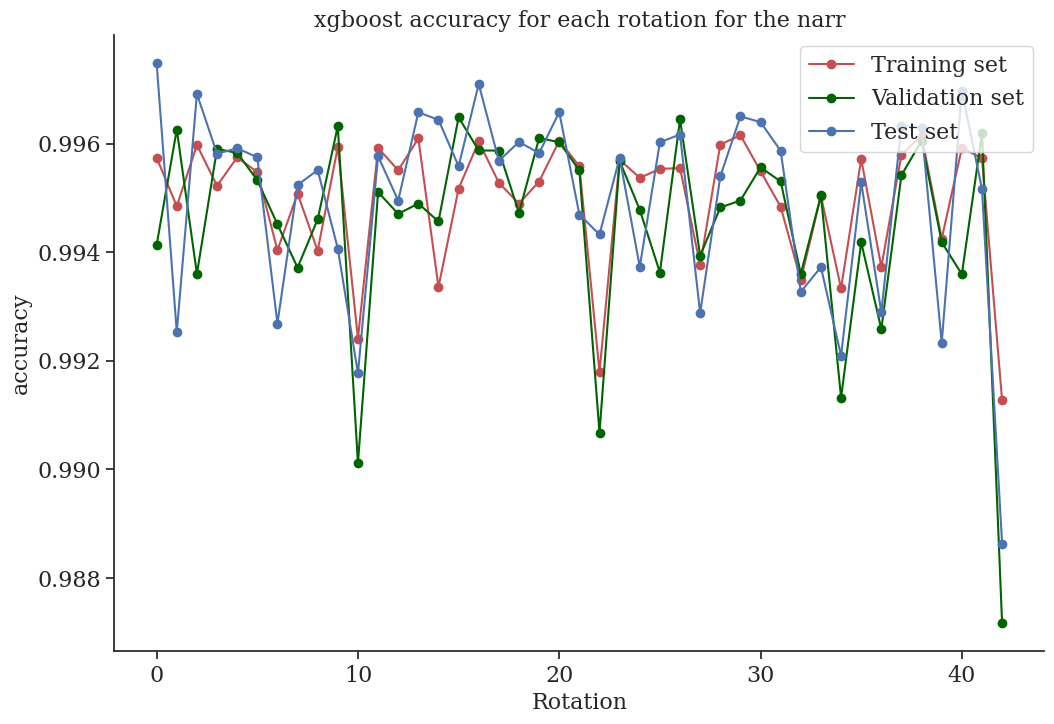 xgboost accuracy for each rotation for the narr
Training set
Validation set
Test set
0.996
0.994
0.992
0.990
0.988
accuracy
0
10
20
30
40
Rotation